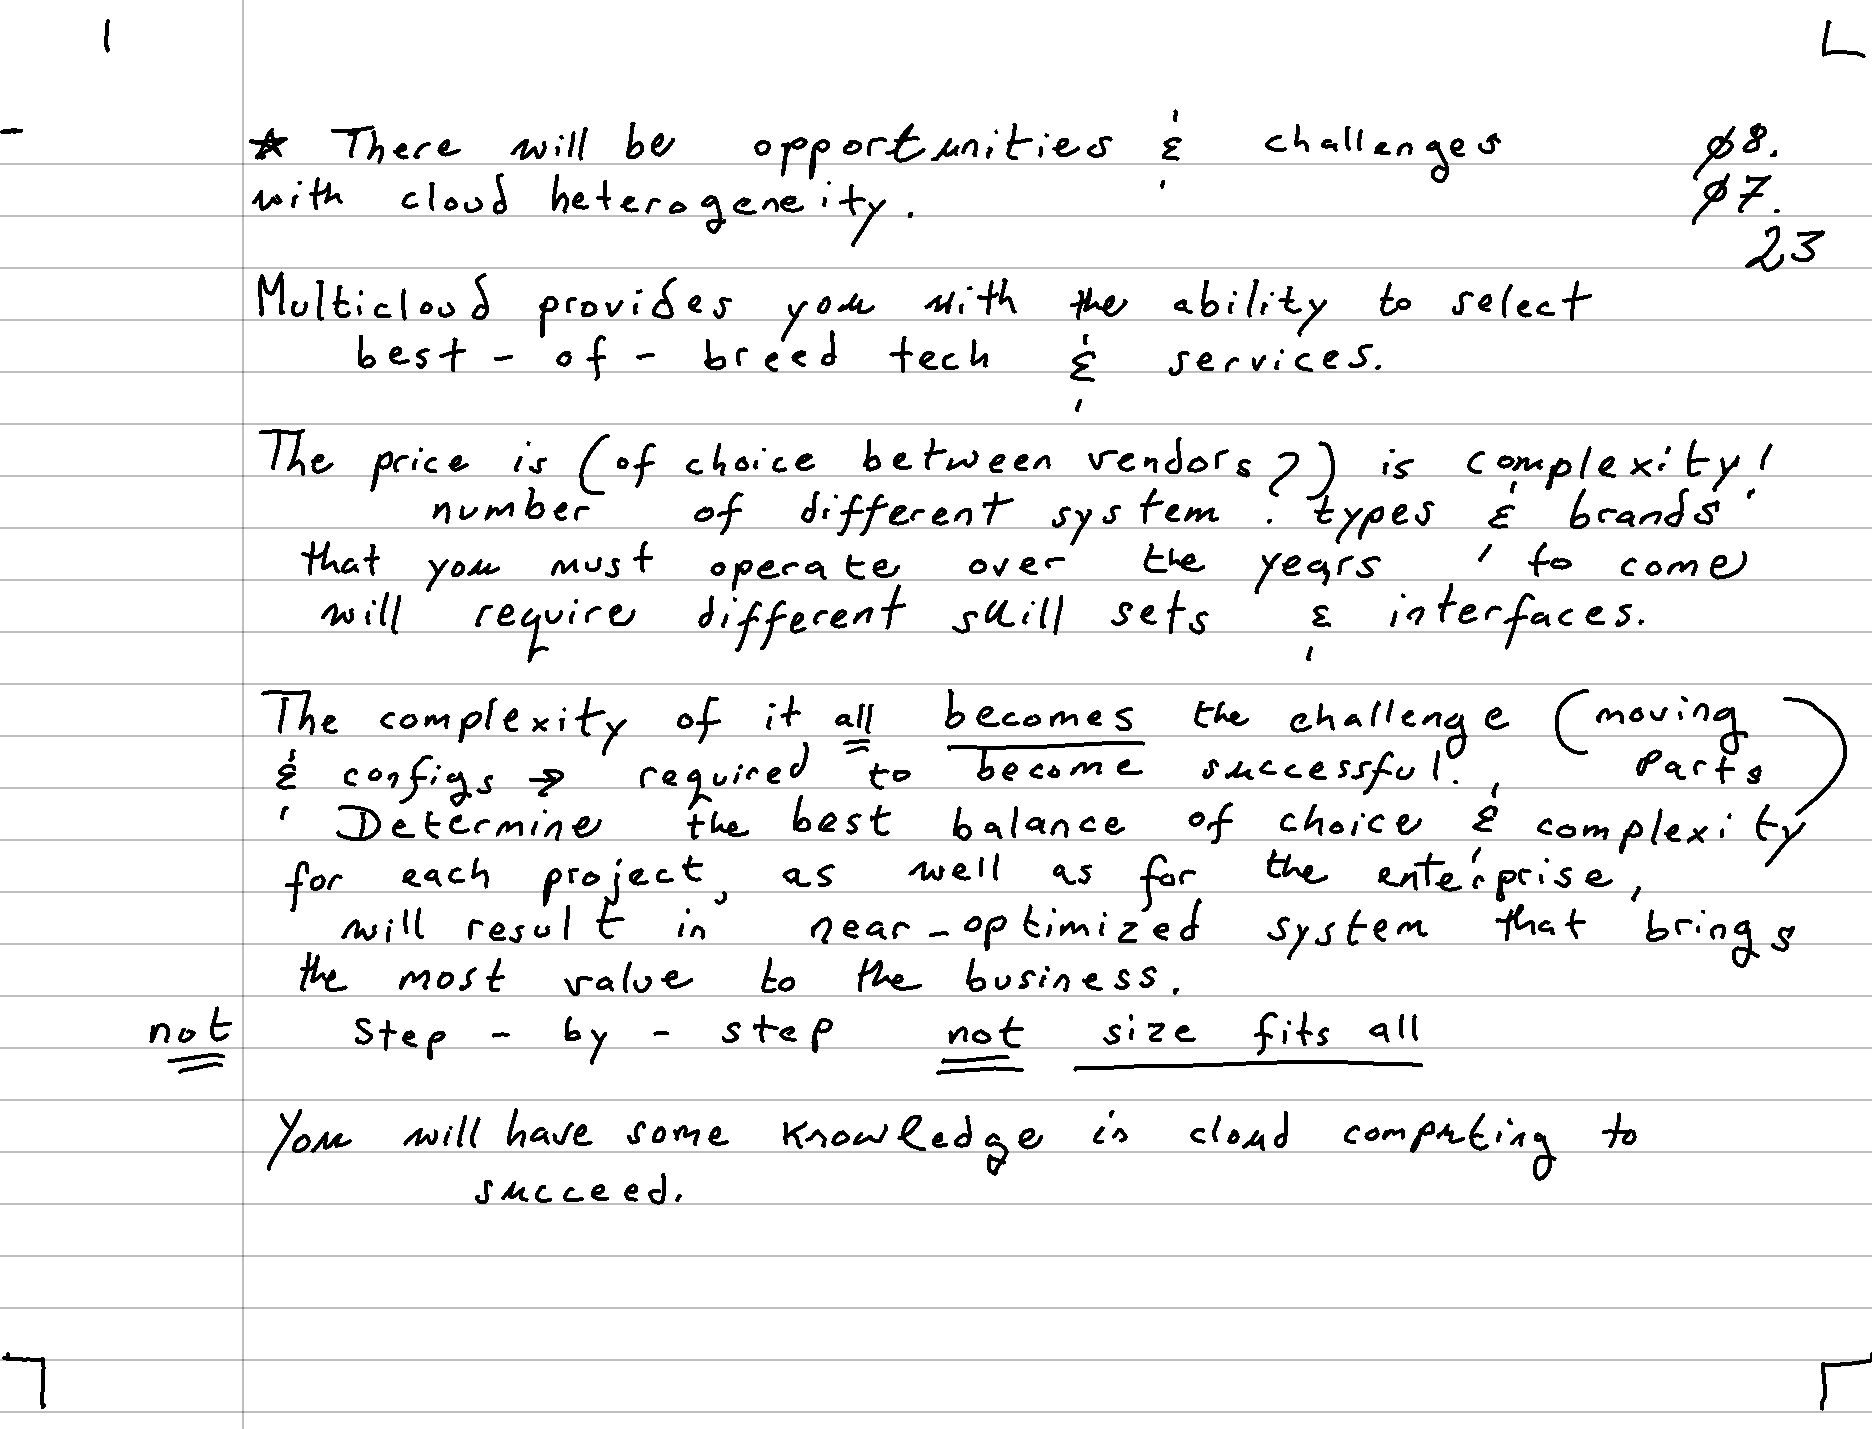 ★ There will be opportunities & challenges
with cloud heterogeneity.
ø8.
ø7.
23
Multicloud provides you with the ability to select
best - of - breed tech & services.
The price is (of choice between vendors?) is complexity!
number of different system. types & brands
that you must operate over the years to come
will require different skill sets & interfaces.
The complexity of it all becomes the challenge (moving
parts)
& configs → required to become successful.
Determine the best balance of choice & complexity
for each project, as well as for the enterprise,
will result in near-optimized system that brings
the most value to the business.
not Step - by - step not size fits all
You will have some knowledge in cloud computing to
succeed.